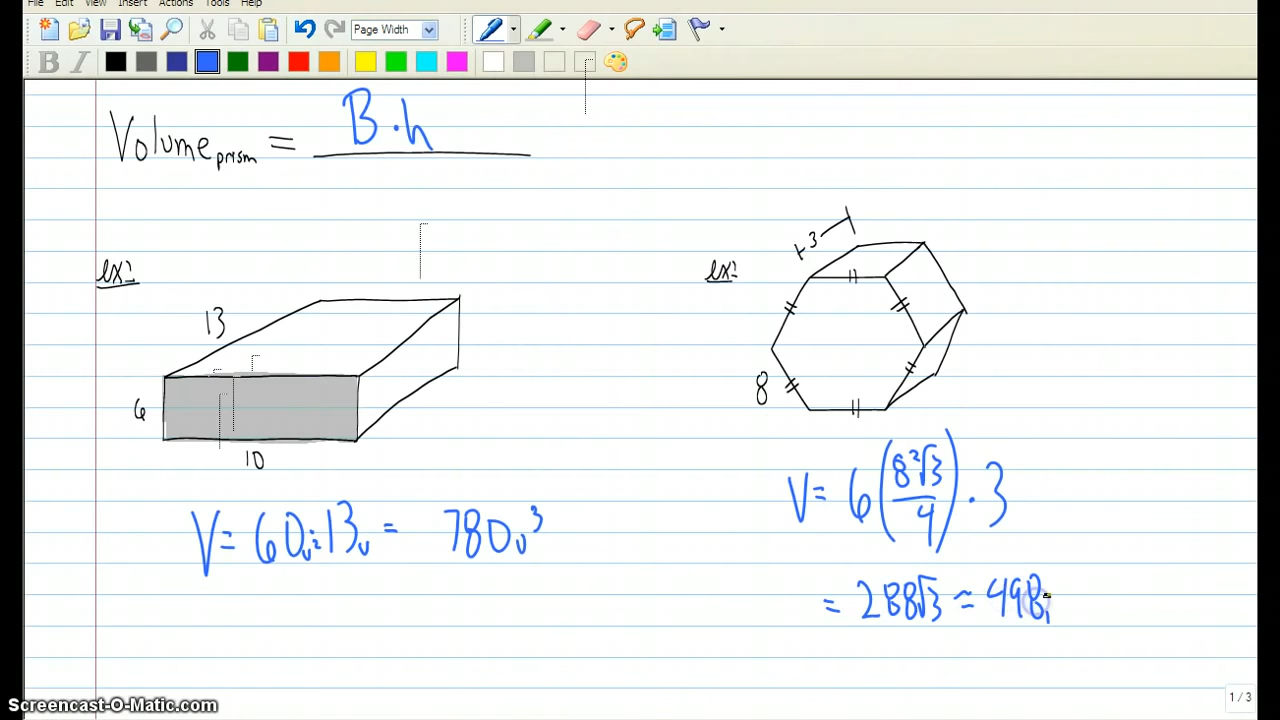 File Edit View Insert Actions Tools Help
Page Width
B I
Volume prism = B · h
ex:
13
6
10
V = 60u² · 13u = 780u³
ex:
3
8
V = 6(8²√3/4) · 3
= 288√3 ≈ 498
1 / 3
Screencast-O-Matic.com